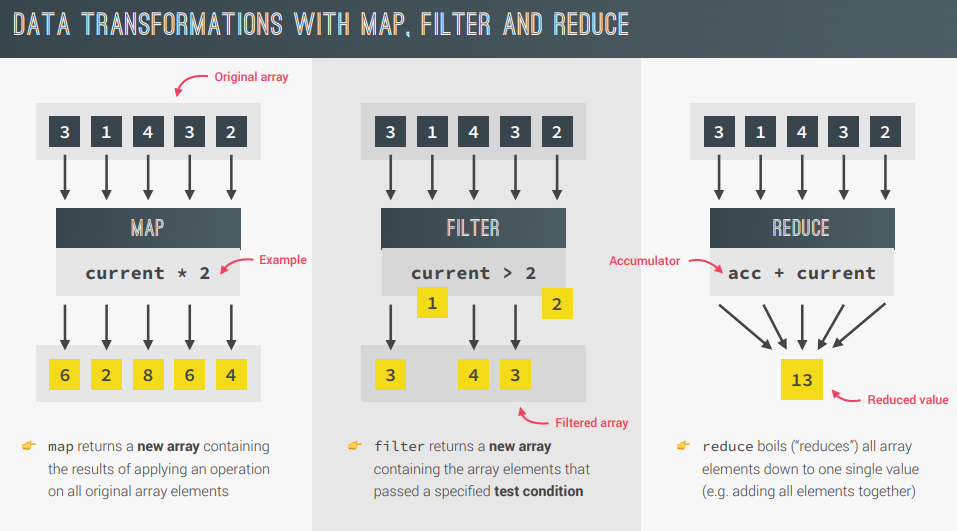 DATA TRANSFORMATIONS WITH MAP, FILTER AND REDUCE
Original array
3 1 4 3 2
MAP
current * 2
Example
6 2 8 6 4
map returns a new array containing
the results of applying an operation
on all original array elements
3 1 4 3 2
FILTER
current > 2
1 2
3 4 3
Filtered array
filter returns a new array
containing the array elements that
passed a specified test condition
3 1 4 3 2
REDUCE
Accumulator
acc + current
13
Reduced value
reduce boils (“reduces”) all array
elements down to one single value
(e.g. adding all elements together)